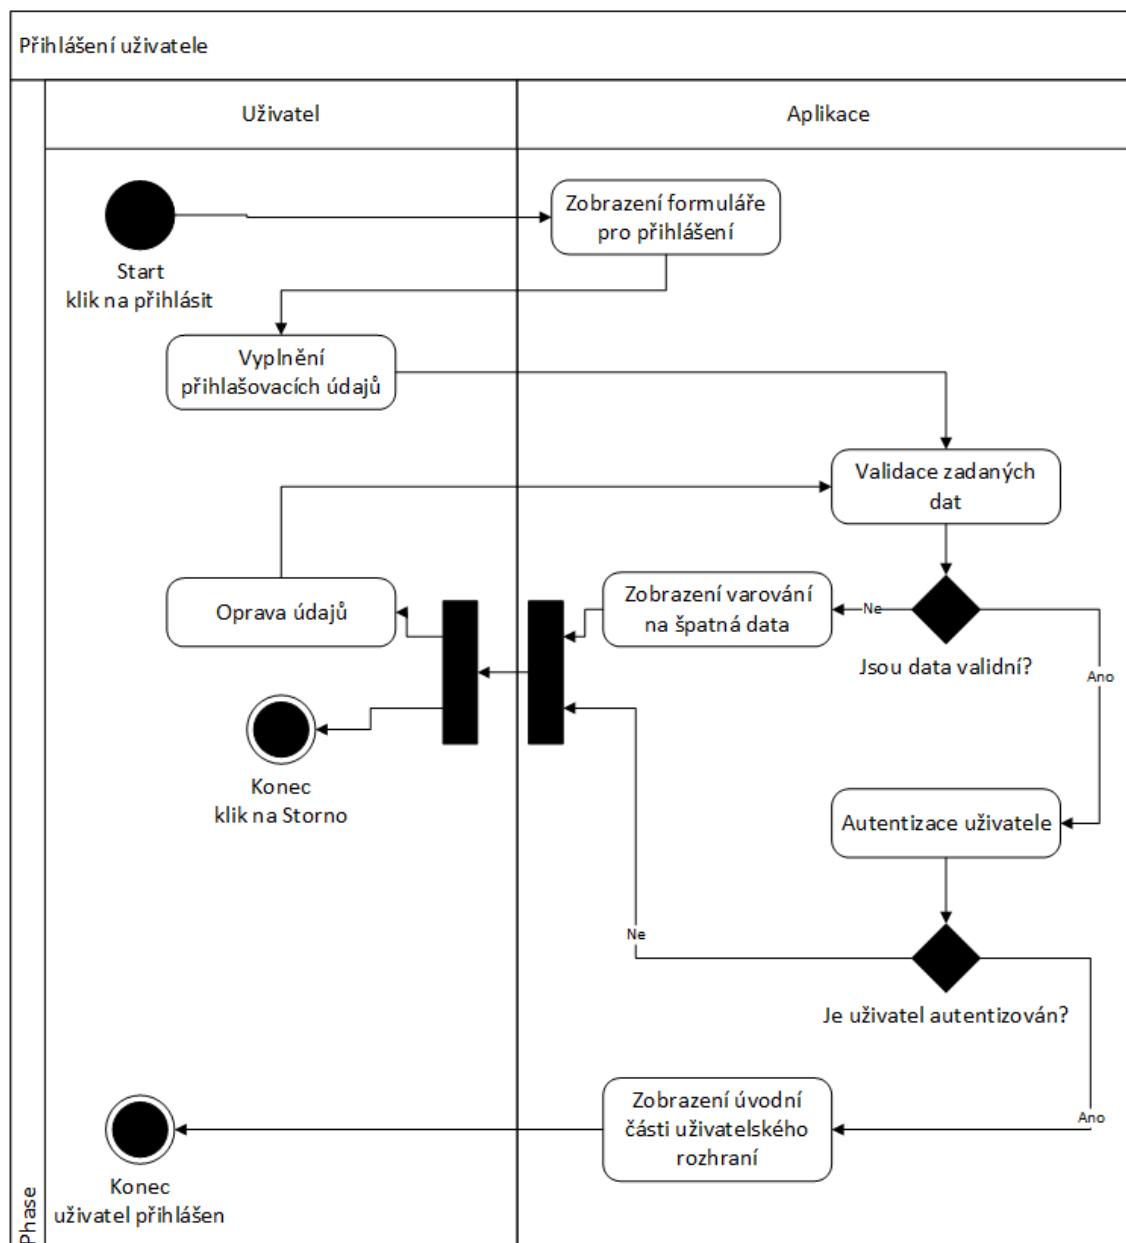 Přihlášení uživatele
Uživatel
Aplikace
Start
klik na přihlásit
Zobrazení formuláře
pro přihlášení
Vyplnění
přihlašovacích údajů
Validace zadaných
dat
Oprava údajů
Zobrazení varování
na špatná data
Ne
Jsou data validní?
Ano
Konec
klik na Storno
Autentizace uživatele
Ne
Je uživatel autentizován?
Ano
Zobrazení úvodní
části uživatelského
rozhraní
Konec
uživatel přihlášen
Phase